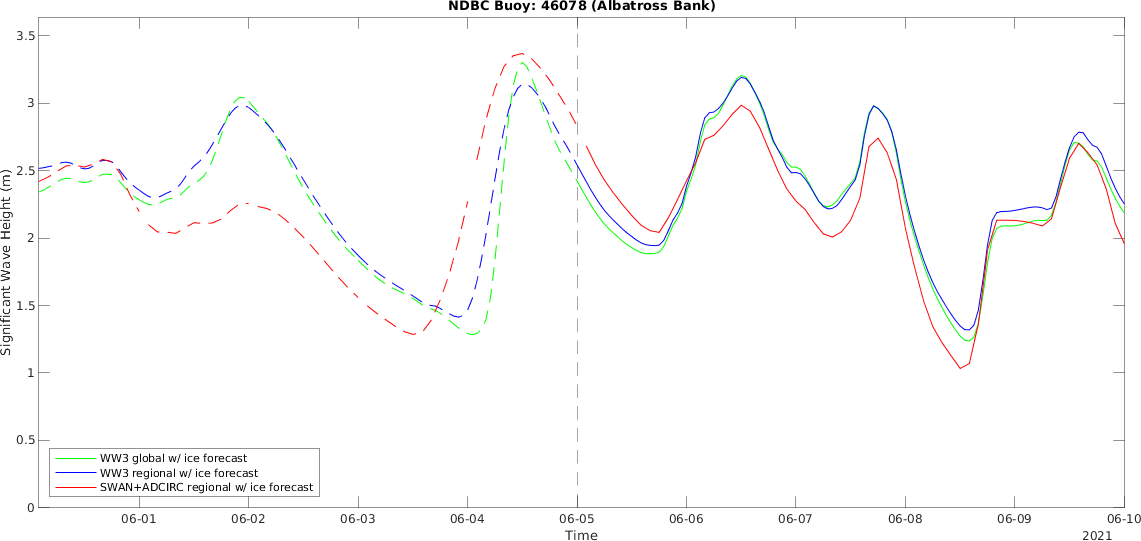 NDBC Buoy: 46078 (Albatross Bank)
3.5
3
2.5
2
1.5
1
0.5
0
Significant Wave Height (m)
WW3 global w/ ice forecast
WW3 regional w/ ice forecast
SWAN+ADCIRC regional w/ ice forecast
06-01 06-02 06-03 06-04 06-05 06-06 06-07 06-08 06-09 06-10
Time
2021